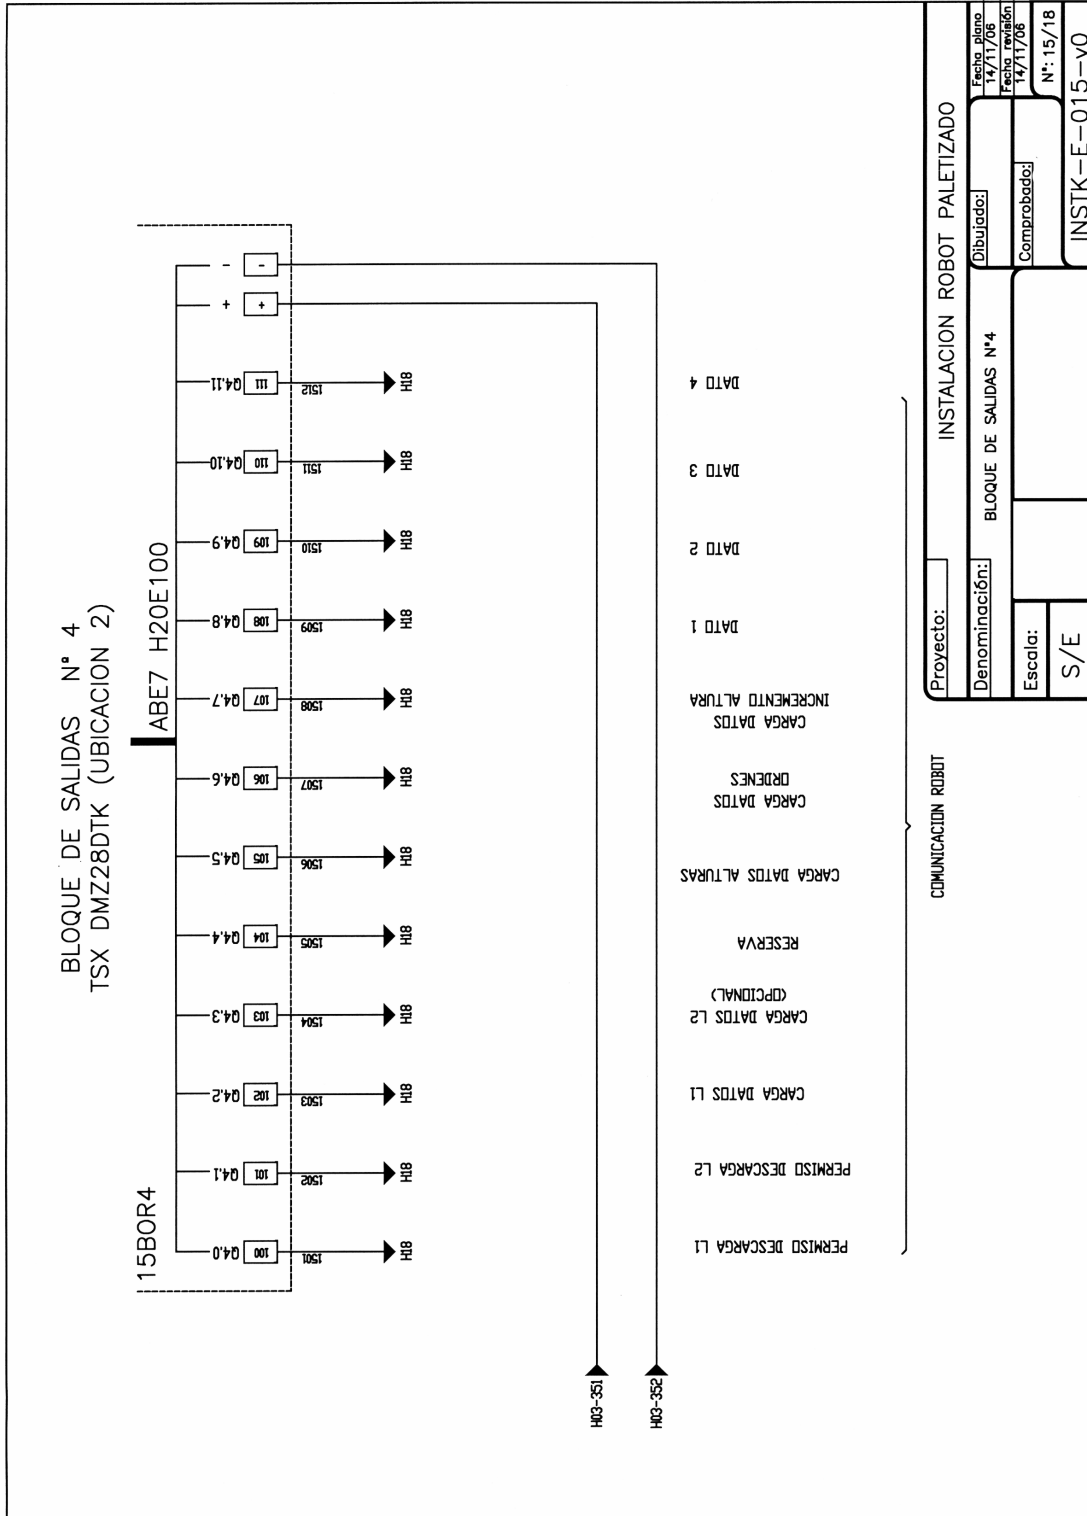 BLOQUE DE SALIDAS Nº 4
TSX DMZ28DTK (UBICACION 2)
15BOR4
ABE7 H20E100
Q4.0 Q4.1 Q4.2 Q4.3 Q4.4 Q4.5 Q4.6 Q4.7 Q4.8 Q4.9 Q4.10 Q4.11 + -
100 101 102 103 104 105 106 107 108 109 110 111 + -
1501 1502 1503 1504 1505 1506 1507 1508 1509 1510 1511 1512
H18 H18 H18 H18 H18 H18 H18 H18 H18 H18 H18 H18
H03-351
H03-352
PERMISO DESCARGA L1
PERMISO DESCARGA L2
CARGA DATOS L1
CARGA DATOS L2
(OPCIONAL)
RESERVA
CARGA DATOS ALTURAS
CARGA DATOS
ORDENES
CARGA DATOS
INCREMENTO ALTURA
DATO 1
DATO 2
DATO 3
DATO 4
COMUNICACION ROBOT
Proyecto:
INSTALACION ROBOT PALETIZADO
Denominación:
BLOQUE DE SALIDAS Nº4
Dibujado:
Fecha plano
14/11/06
Fecha revisión
14/11/06
Escala:
S/E
Comprobado:
Nº: 15/18
INSTK-E-015-v0